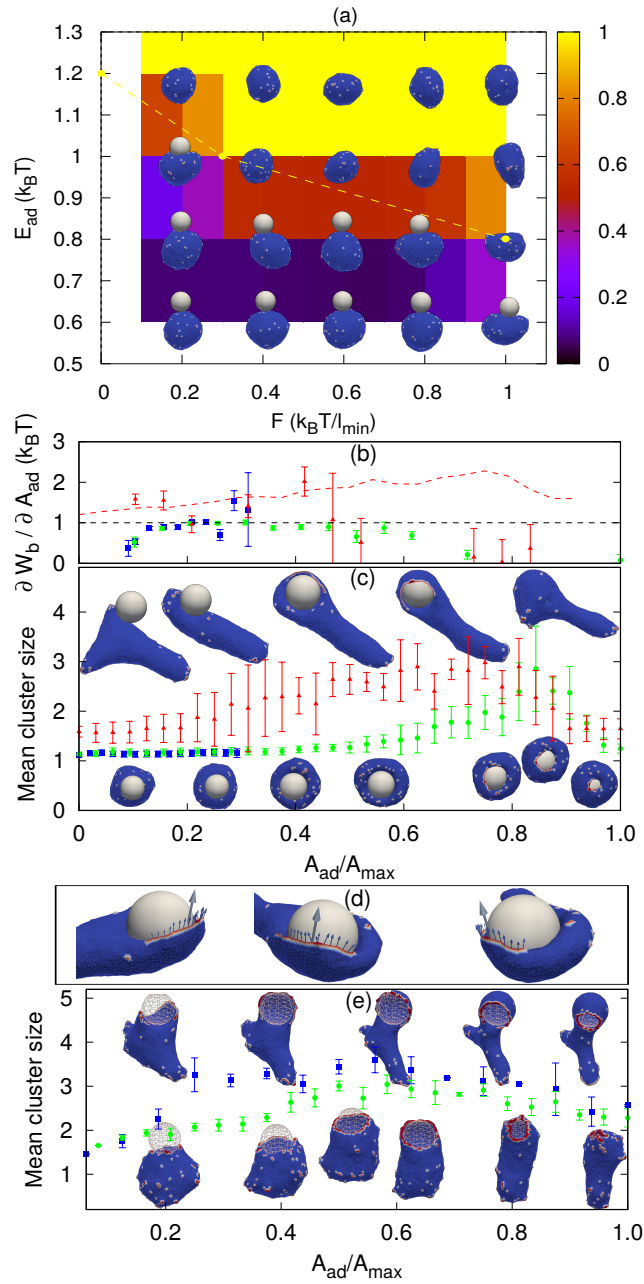 (a)
1.3
1.2
1.1
1
0.9
0.8
0.7
0.6
0.5
E_ad (k_BT)
0 0.2 0.4 0.6 0.8 1
F (k_BT/l_min)
1
0.8
0.6
0.4
0.2
0
(b)
3
2
1
0
∂ W_b / ∂ A_ad (k_BT)
(c)
4
3
2
1
0
Mean cluster size
0 0.2 0.4 0.6 0.8 1.0
A_ad/A_max
(d)
(e)
5
4
3
2
1
Mean cluster size
0.2 0.4 0.6 0.8 1.0
A_ad/A_max